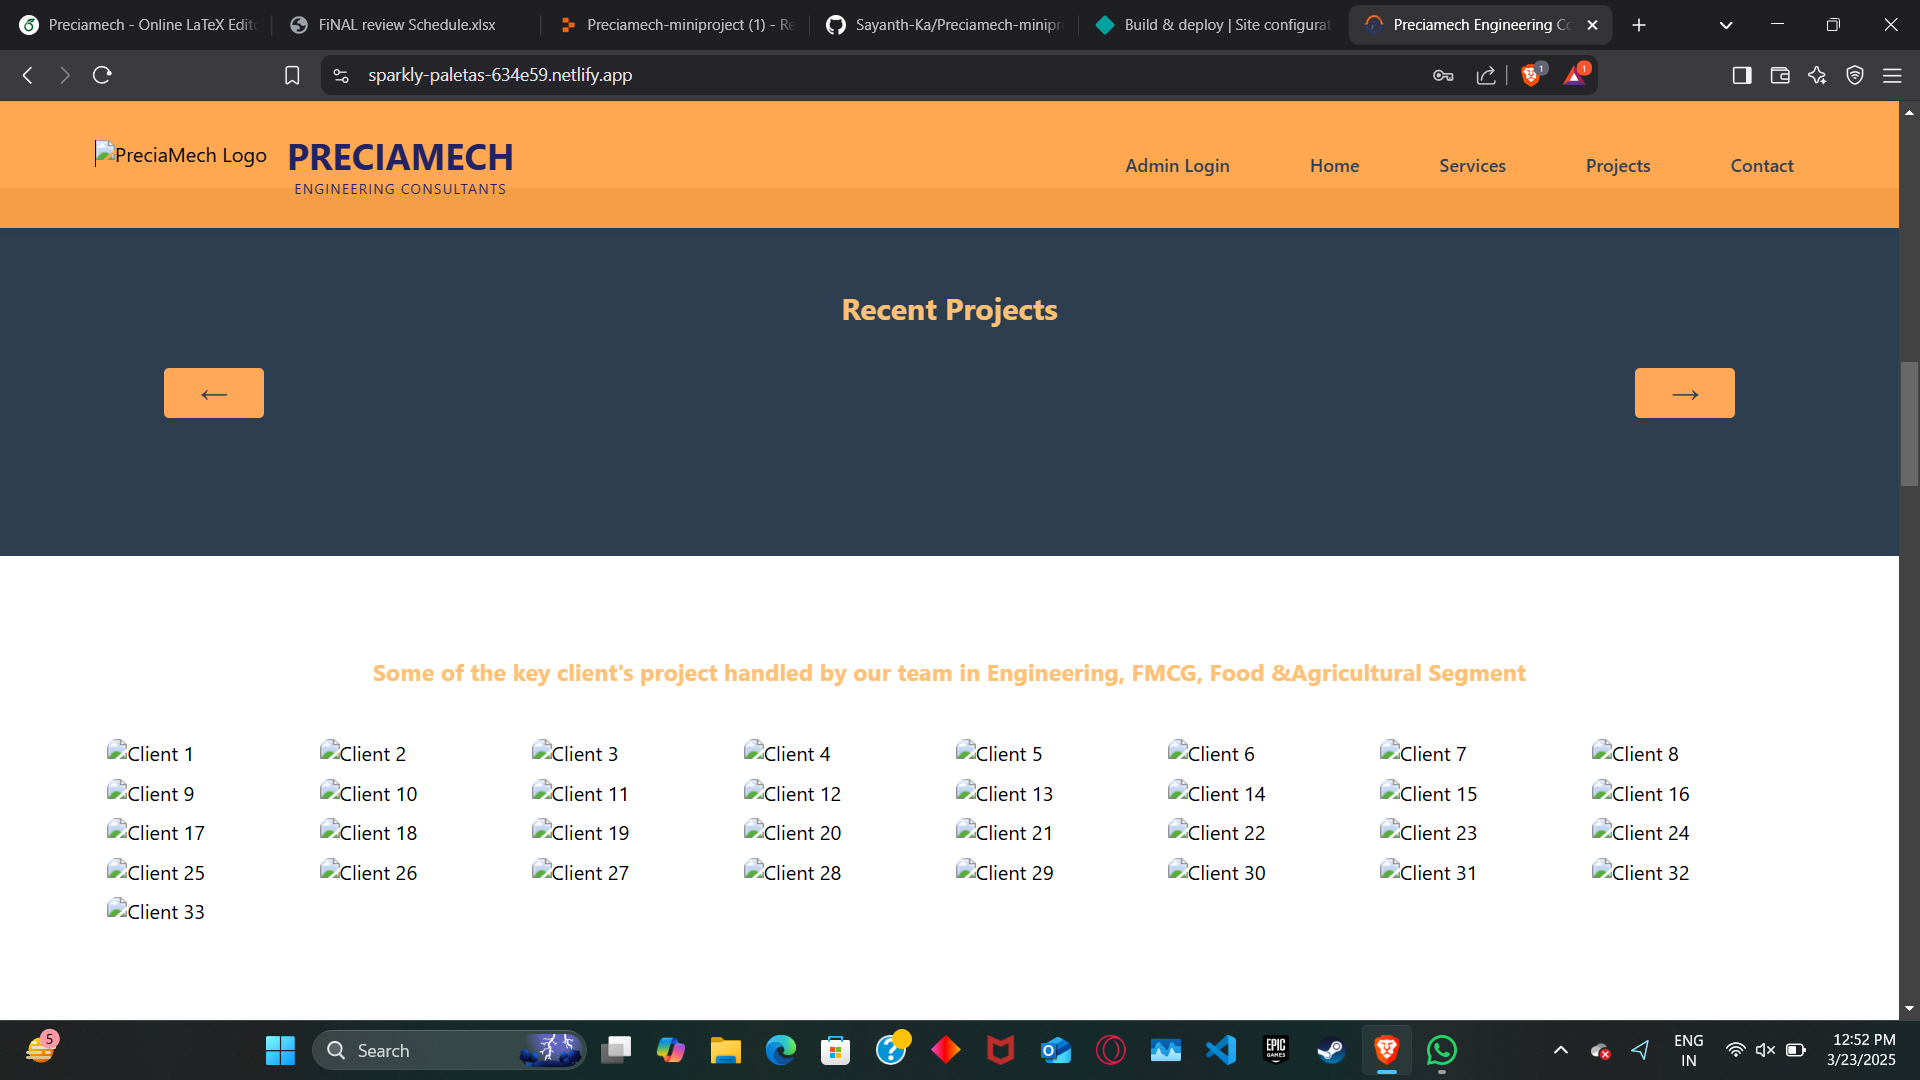 Preciamech - Online LaTeX Edit
FiNAL review Schedule.xlsx
Preciamech-miniproject (1) - Re
Sayanth-Ka/Preciamech-minipr
Build & deploy | Site configurat
Preciamech Engineering Co
sparkly-paletas-634e59.netlify.app
1
1
PreciaMech Logo
PRECIAMECH
ENGINEERING CONSULTANTS
Admin Login
Home
Services
Projects
Contact
Recent Projects
←
→
Some of the key client's project handled by our team in Engineering, FMCG, Food &Agricultural Segment
Client 1 Client 2 Client 3 Client 4 Client 5 Client 6 Client 7 Client 8
Client 9 Client 10 Client 11 Client 12 Client 13 Client 14 Client 15 Client 16
Client 17 Client 18 Client 19 Client 20 Client 21 Client 22 Client 23 Client 24
Client 25 Client 26 Client 27 Client 28 Client 29 Client 30 Client 31 Client 32
Client 33
5
Search
EPIC
GAMES
ENG
IN
12:52 PM
3/23/2025